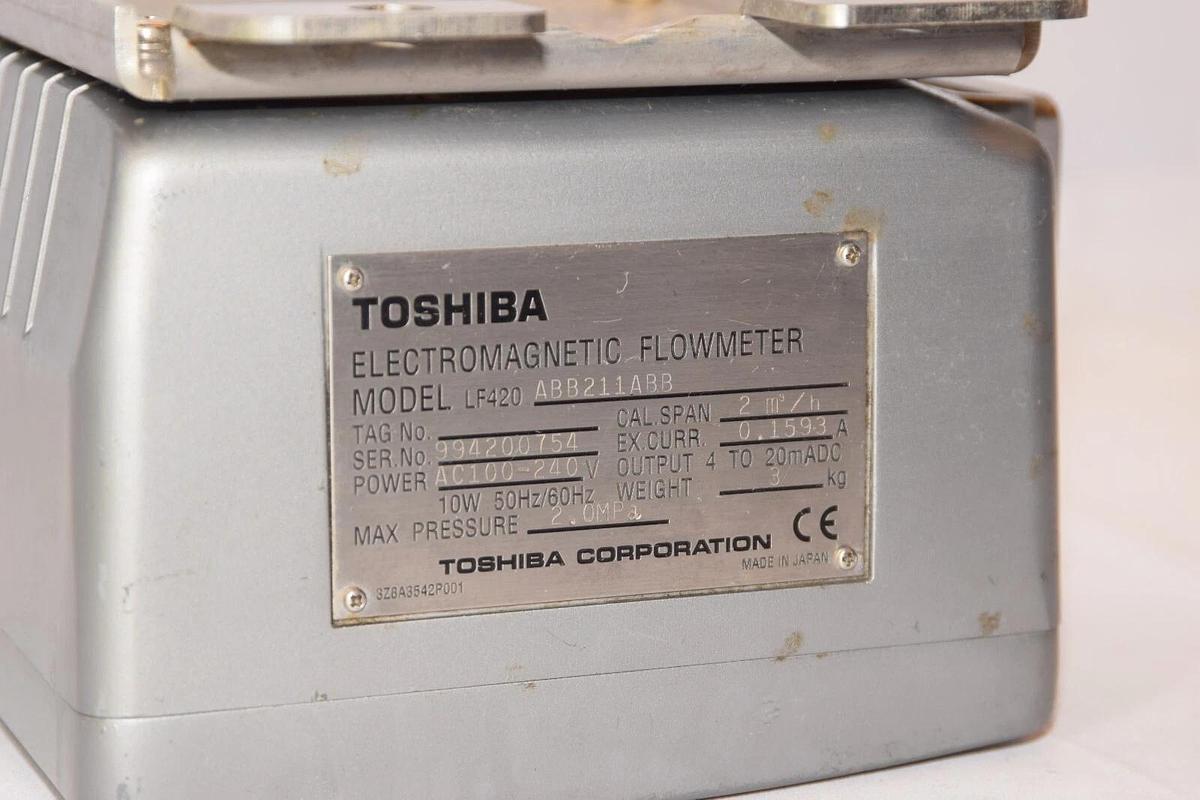 TOSHIBA
ELECTROMAGNETIC FLOWMETER
MODEL LF420 ABB211ABB
TAG No.
CAL.SPAN 2 m³/h
SER.No. 994200754
EX.CURR. 0.1593 A
POWER AC100-240 V
OUTPUT 4 TO 20mADC
10W 50Hz/60Hz
WEIGHT 3 kg
MAX PRESSURE 2.0MPa
CE
TOSHIBA CORPORATION
MADE IN JAPAN
3Z8A3542P001